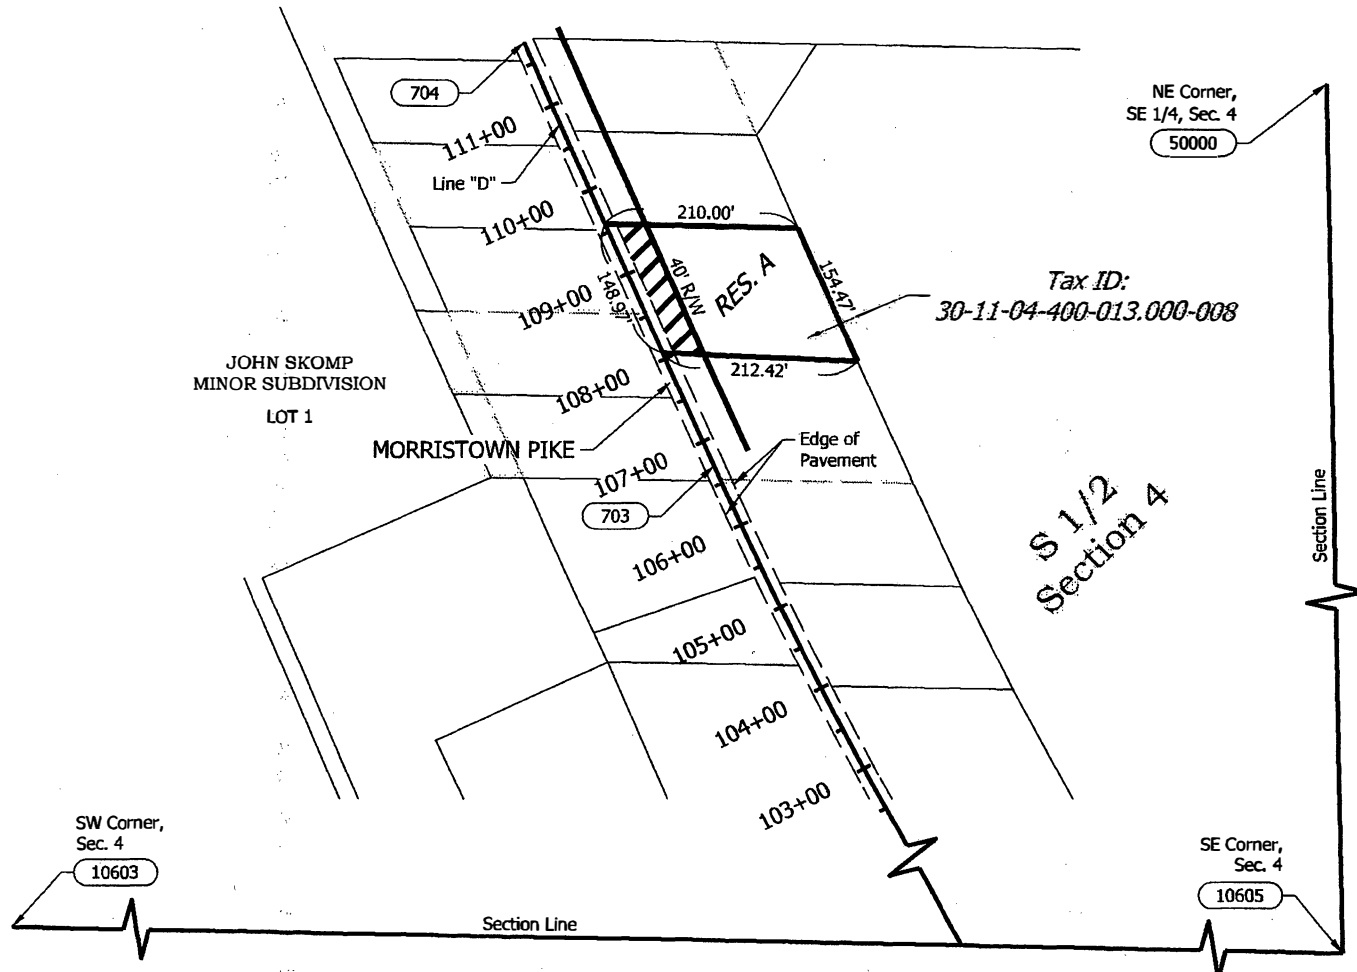 704
111+00
Line "D"
110+00
109+00
108+00
107+00
106+00
105+00
104+00
103+00
210.00'
148.97'
40' R/W
RES. A
154.47'
212.42'
Tax ID:
30-11-04-400-013.000-008
NE Corner,
SE 1/4, Sec. 4
50000
JOHN SKOMP
MINOR SUBDIVISION
LOT 1
MORRISTOWN PIKE
703
Edge of
Pavement
S 1/2
Section 4
Section Line
SW Corner,
Sec. 4
10603
Section Line
SE Corner,
Sec. 4
10605